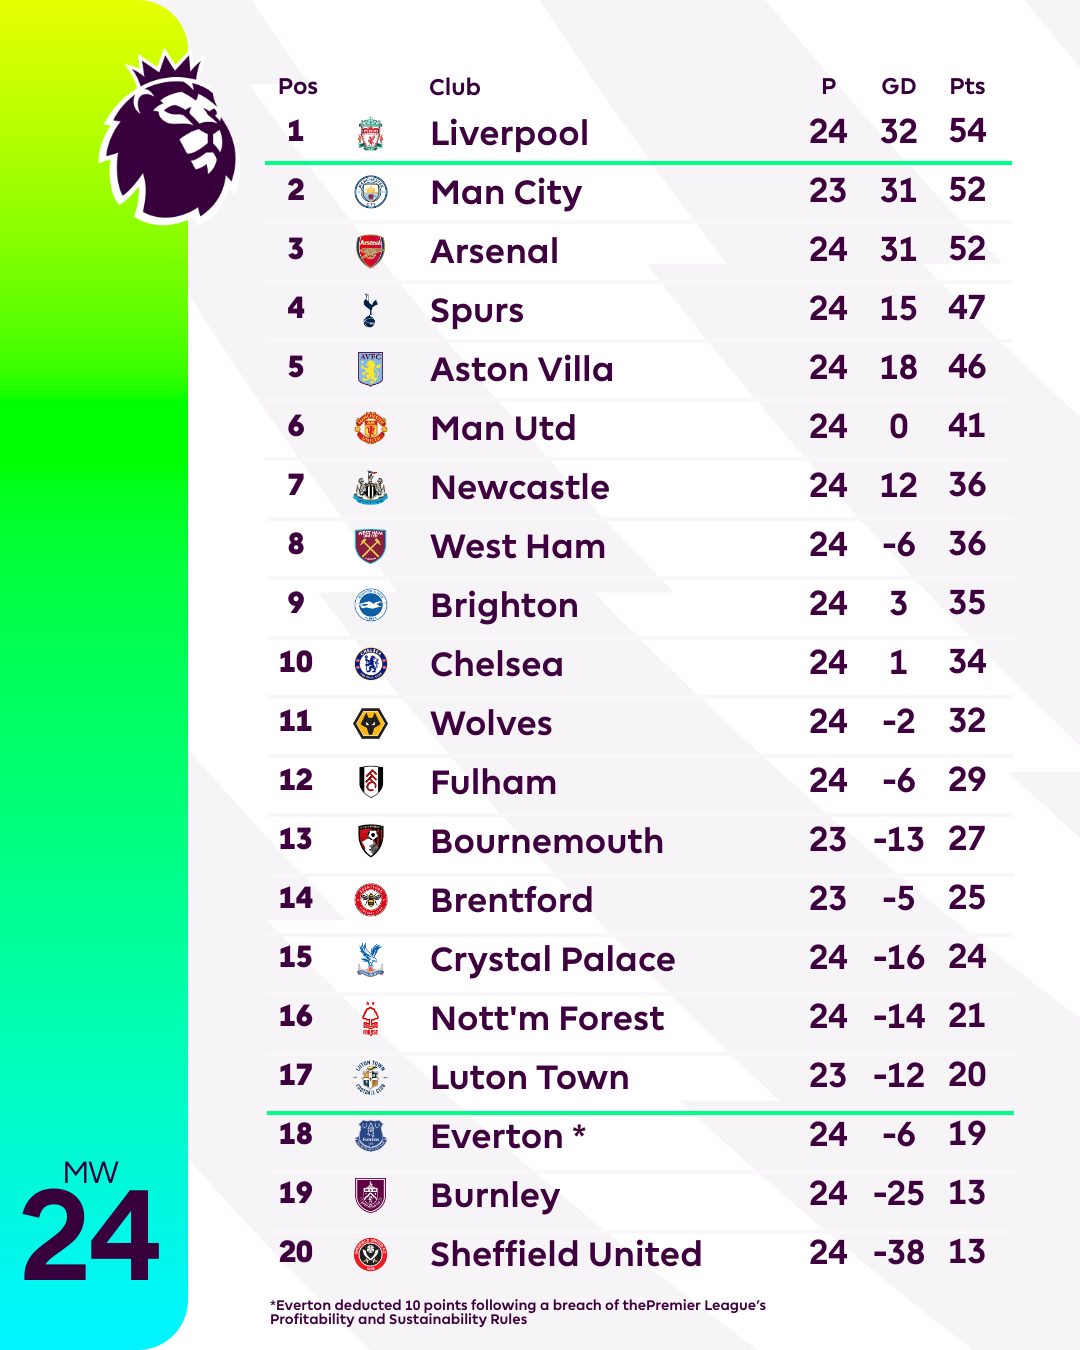 Pos Club P GD Pts
1 Liverpool 24 32 54
2 Man City 23 31 52
3 Arsenal 24 31 52
4 Spurs 24 15 47
5 Aston Villa 24 18 46
6 Man Utd 24 0 41
7 Newcastle 24 12 36
8 West Ham 24 -6 36
9 Brighton 24 3 35
10 Chelsea 24 1 34
11 Wolves 24 -2 32
12 Fulham 24 -6 29
13 Bournemouth 23 -13 27
14 Brentford 23 -5 25
15 Crystal Palace 24 -16 24
16 Nott'm Forest 24 -14 21
17 Luton Town 23 -12 20
18 Everton * 24 -6 19
19 Burnley 24 -25 13
20 Sheffield United 24 -38 13
MW
24
*Everton deducted 10 points following a breach of thePremier League's
Profitability and Sustainability Rules